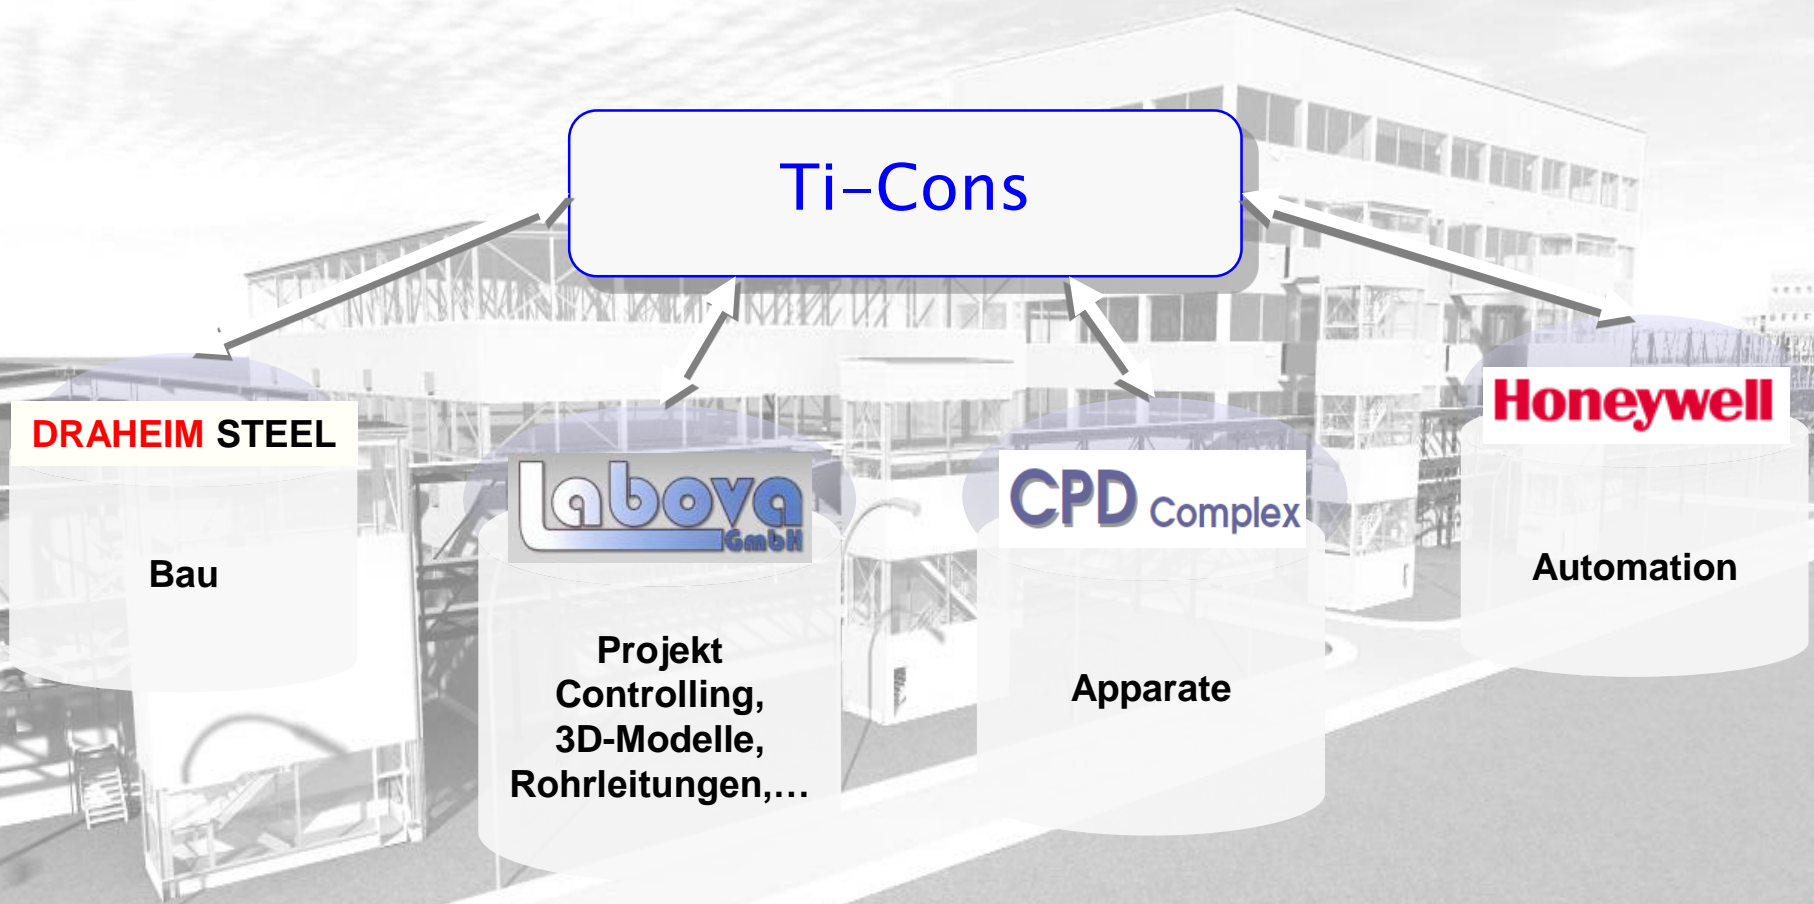 Ti-Cons
DRAHEIM STEEL
Bau
Labova
GmbH
Projekt
Controlling,
3D-Modelle,
Rohrleitungen,…
CPD Complex
Apparate
Honeywell
Automation